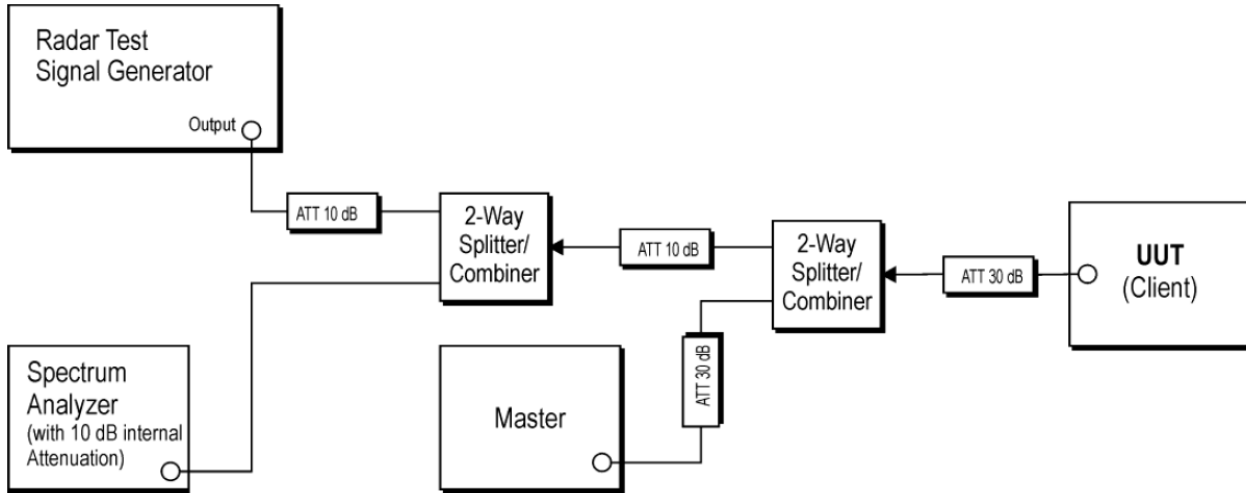 Radar Test
Signal Generator
Output
ATT 10 dB
2-Way
Splitter/
Combiner
ATT 10 dB
2-Way
Splitter/
Combiner
ATT 30 dB
UUT
(Client)
Spectrum
Analyzer
(with 10 dB internal
Attenuation)
Master
ATT 30 dB